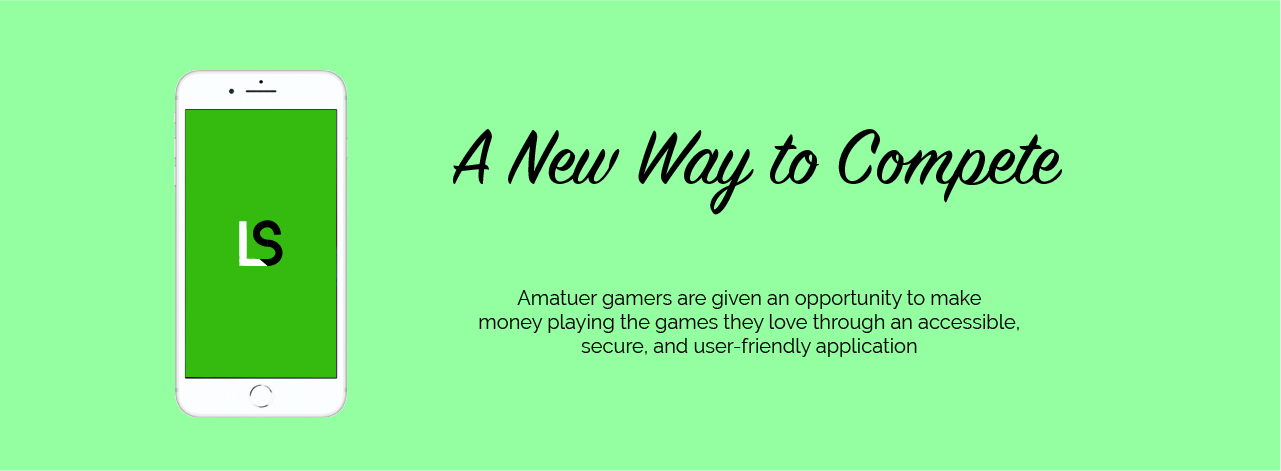 LS
A New Way to Compete
Amatuer gamers are given an opportunity to make
money playing the games they love through an accessible,
secure, and user-friendly application